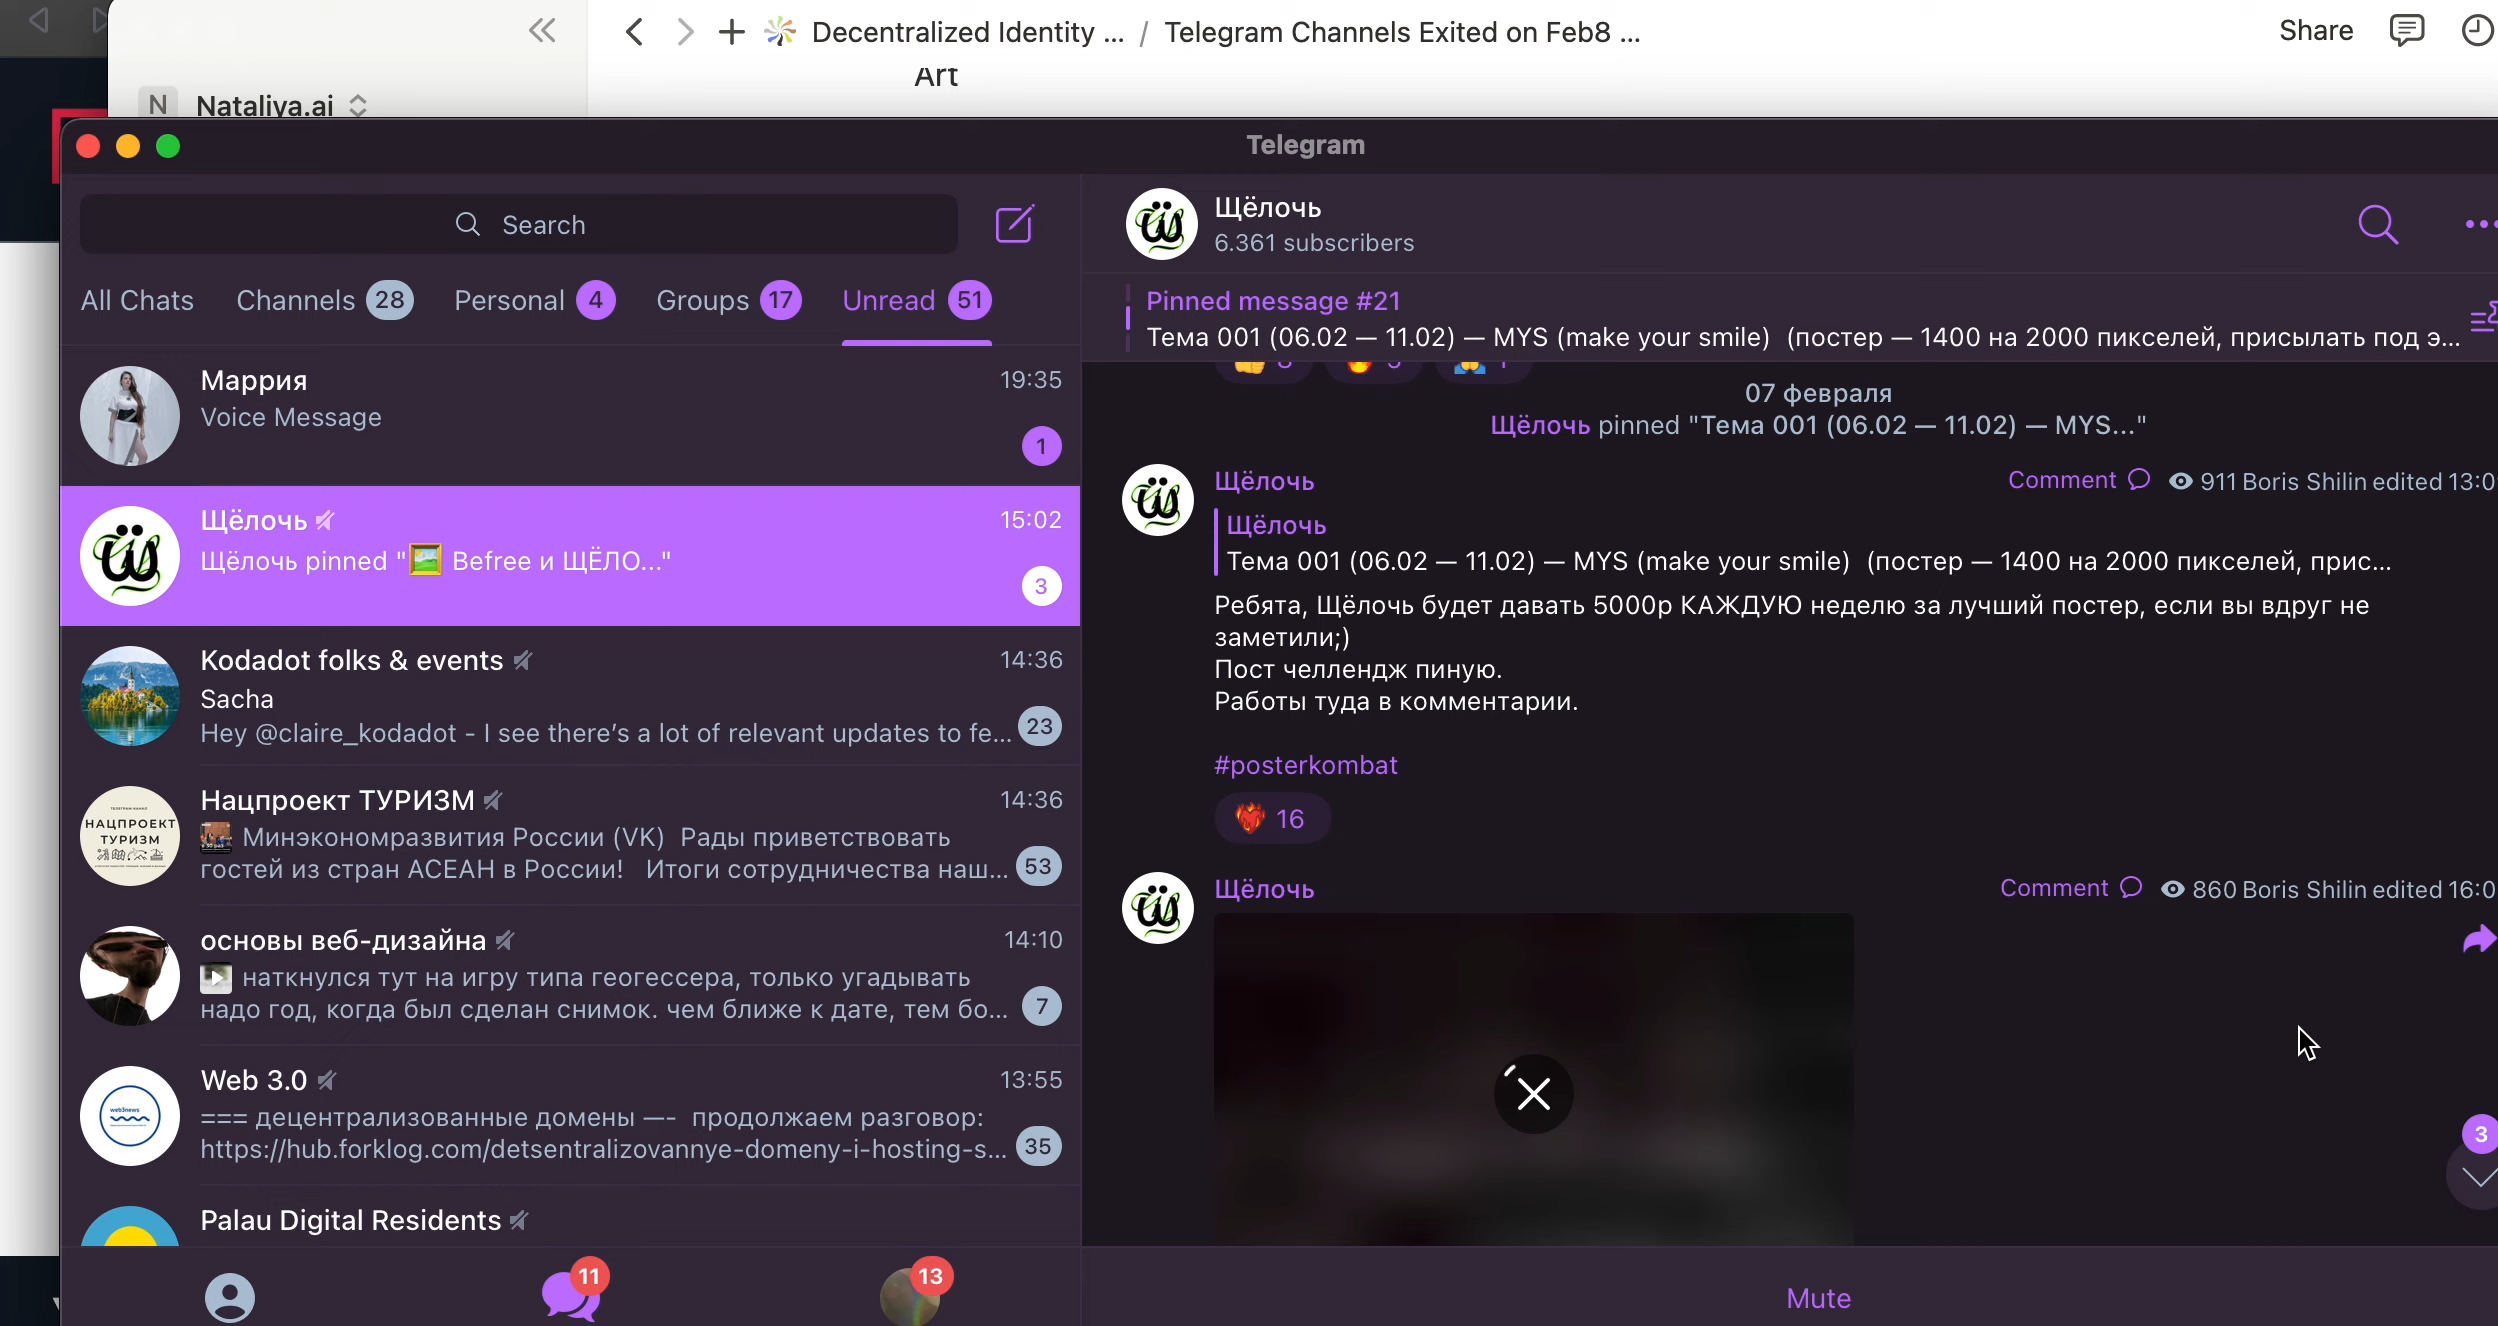 Decentralized Identity ... / Telegram Channels Exited on Feb8 ...
Share
Art
N Nataliya.ai
Telegram
Search
All Chats
Channels 28
Personal 4
Groups 17
Unread 51
Маррия 19:35
Voice Message
1
Щёлочь 15:02
Щёлочь pinned "🖼 Befree и ЩЁЛО..."
3
Kodadot folks & events 14:36
Sacha
Hey @claire_kodadot - I see there's a lot of relevant updates to fe... 23
Нацпроект ТУРИЗМ 14:36
НАЦПРОЕКТ
ТУРИЗМ
Минэкономразвития России (VK) Рады приветствовать
гостей из стран АСЕАН в России! Итоги сотрудничества наш... 53
основы веб-дизайна 14:10
наткнулся тут на игру типа геогессера, только угадывать
надо год, когда был сделан снимок. чем ближе к дате, тем бо... 7
Web 3.0 13:55
web3news
=== децентрализованные домены —- продолжаем разговор:
https://hub.forklog.com/detsentralizovannye-domeny-i-hosting-s... 35
Palau Digital Residents
11
13
Щёлочь
6.361 subscribers
Pinned message #21
Тема 001 (06.02 — 11.02) — MYS (make your smile) (постер — 1400 на 2000 пикселей, присылать под э...
07 февраля
Щёлочь pinned "Тема 001 (06.02 — 11.02) — MYS..."
Щёлочь
Comment 911 Boris Shilin edited
Щёлочь
Тема 001 (06.02 — 11.02) — MYS (make your smile) (постер — 1400 на 2000 пикселей, прис...
Ребята, Щёлочь будет давать 5000р КАЖДУЮ неделю за лучший постер, если вы вдруг не
заметили;)
Пост челлендж пиную.
Работы туда в комментарии.
#posterkombat
16
Щёлочь
Comment 860 Boris Shilin edited
3
Mute